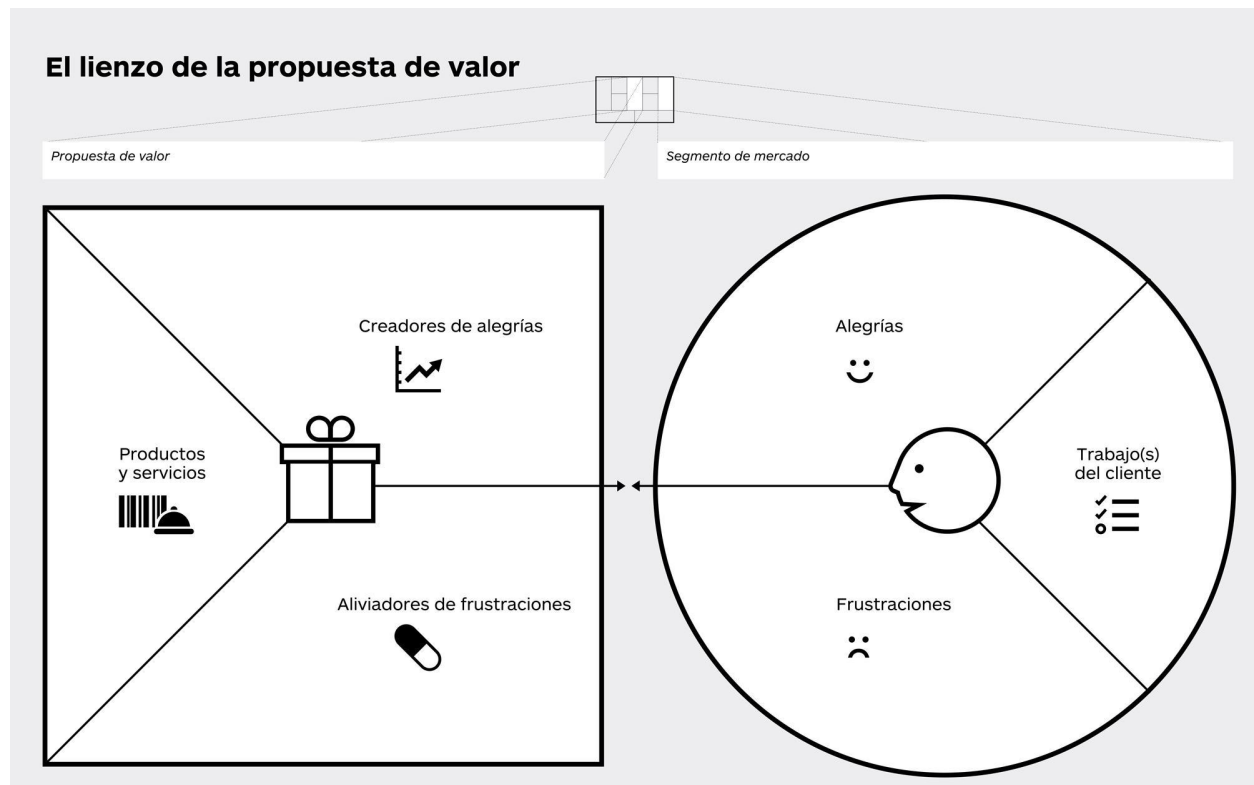 El lienzo de la propuesta de valor
Propuesta de valor
Segmento de mercado
Creadores de alegrías
Productos
y servicios
Aliviadores de frustraciones
Alegrías
Trabajo(s)
del cliente
Frustraciones